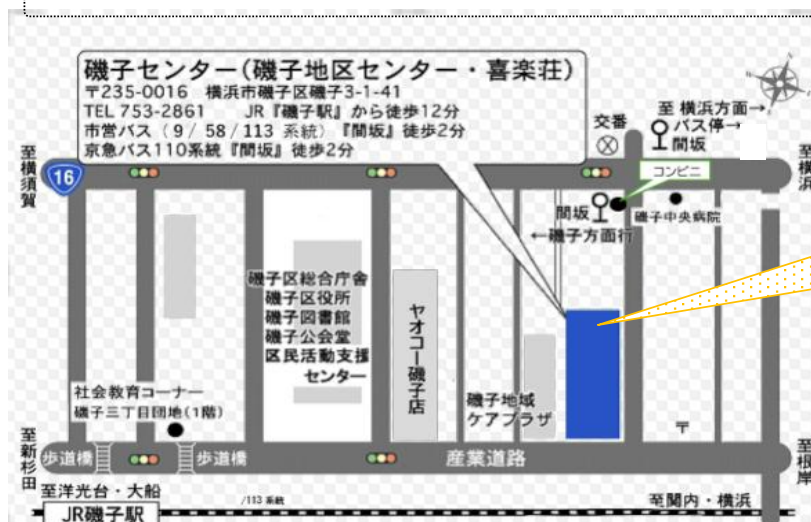 磯子センター(磯子地区センター・喜楽荘)
〒235-0016 横浜市磯子区磯子3-1-41
TEL 753-2861 JR『磯子駅』から徒歩12分
市営バス（9/58/113 系統）『間坂』徒歩2分
京急バス110系統『間坂』徒歩2分
交番
至 横浜方面→
バス停→
間坂
至横須賀
16
コンビニ
至横浜
間坂
磯子中央病院
←磯子方面行
磯子区総合庁舎
磯子区役所
磯子図書館
磯子公会堂
区民活動支援
センター
ヤオコー磯子店
社会教育コーナー
磯子三丁目団地(1階)
磯子地域
ケアプラザ
〒
至新杉田
歩道橋
歩道橋
産業道路
至根岸
至洋光台・大船
/113 系統
至関内・横浜
JR磯子駅